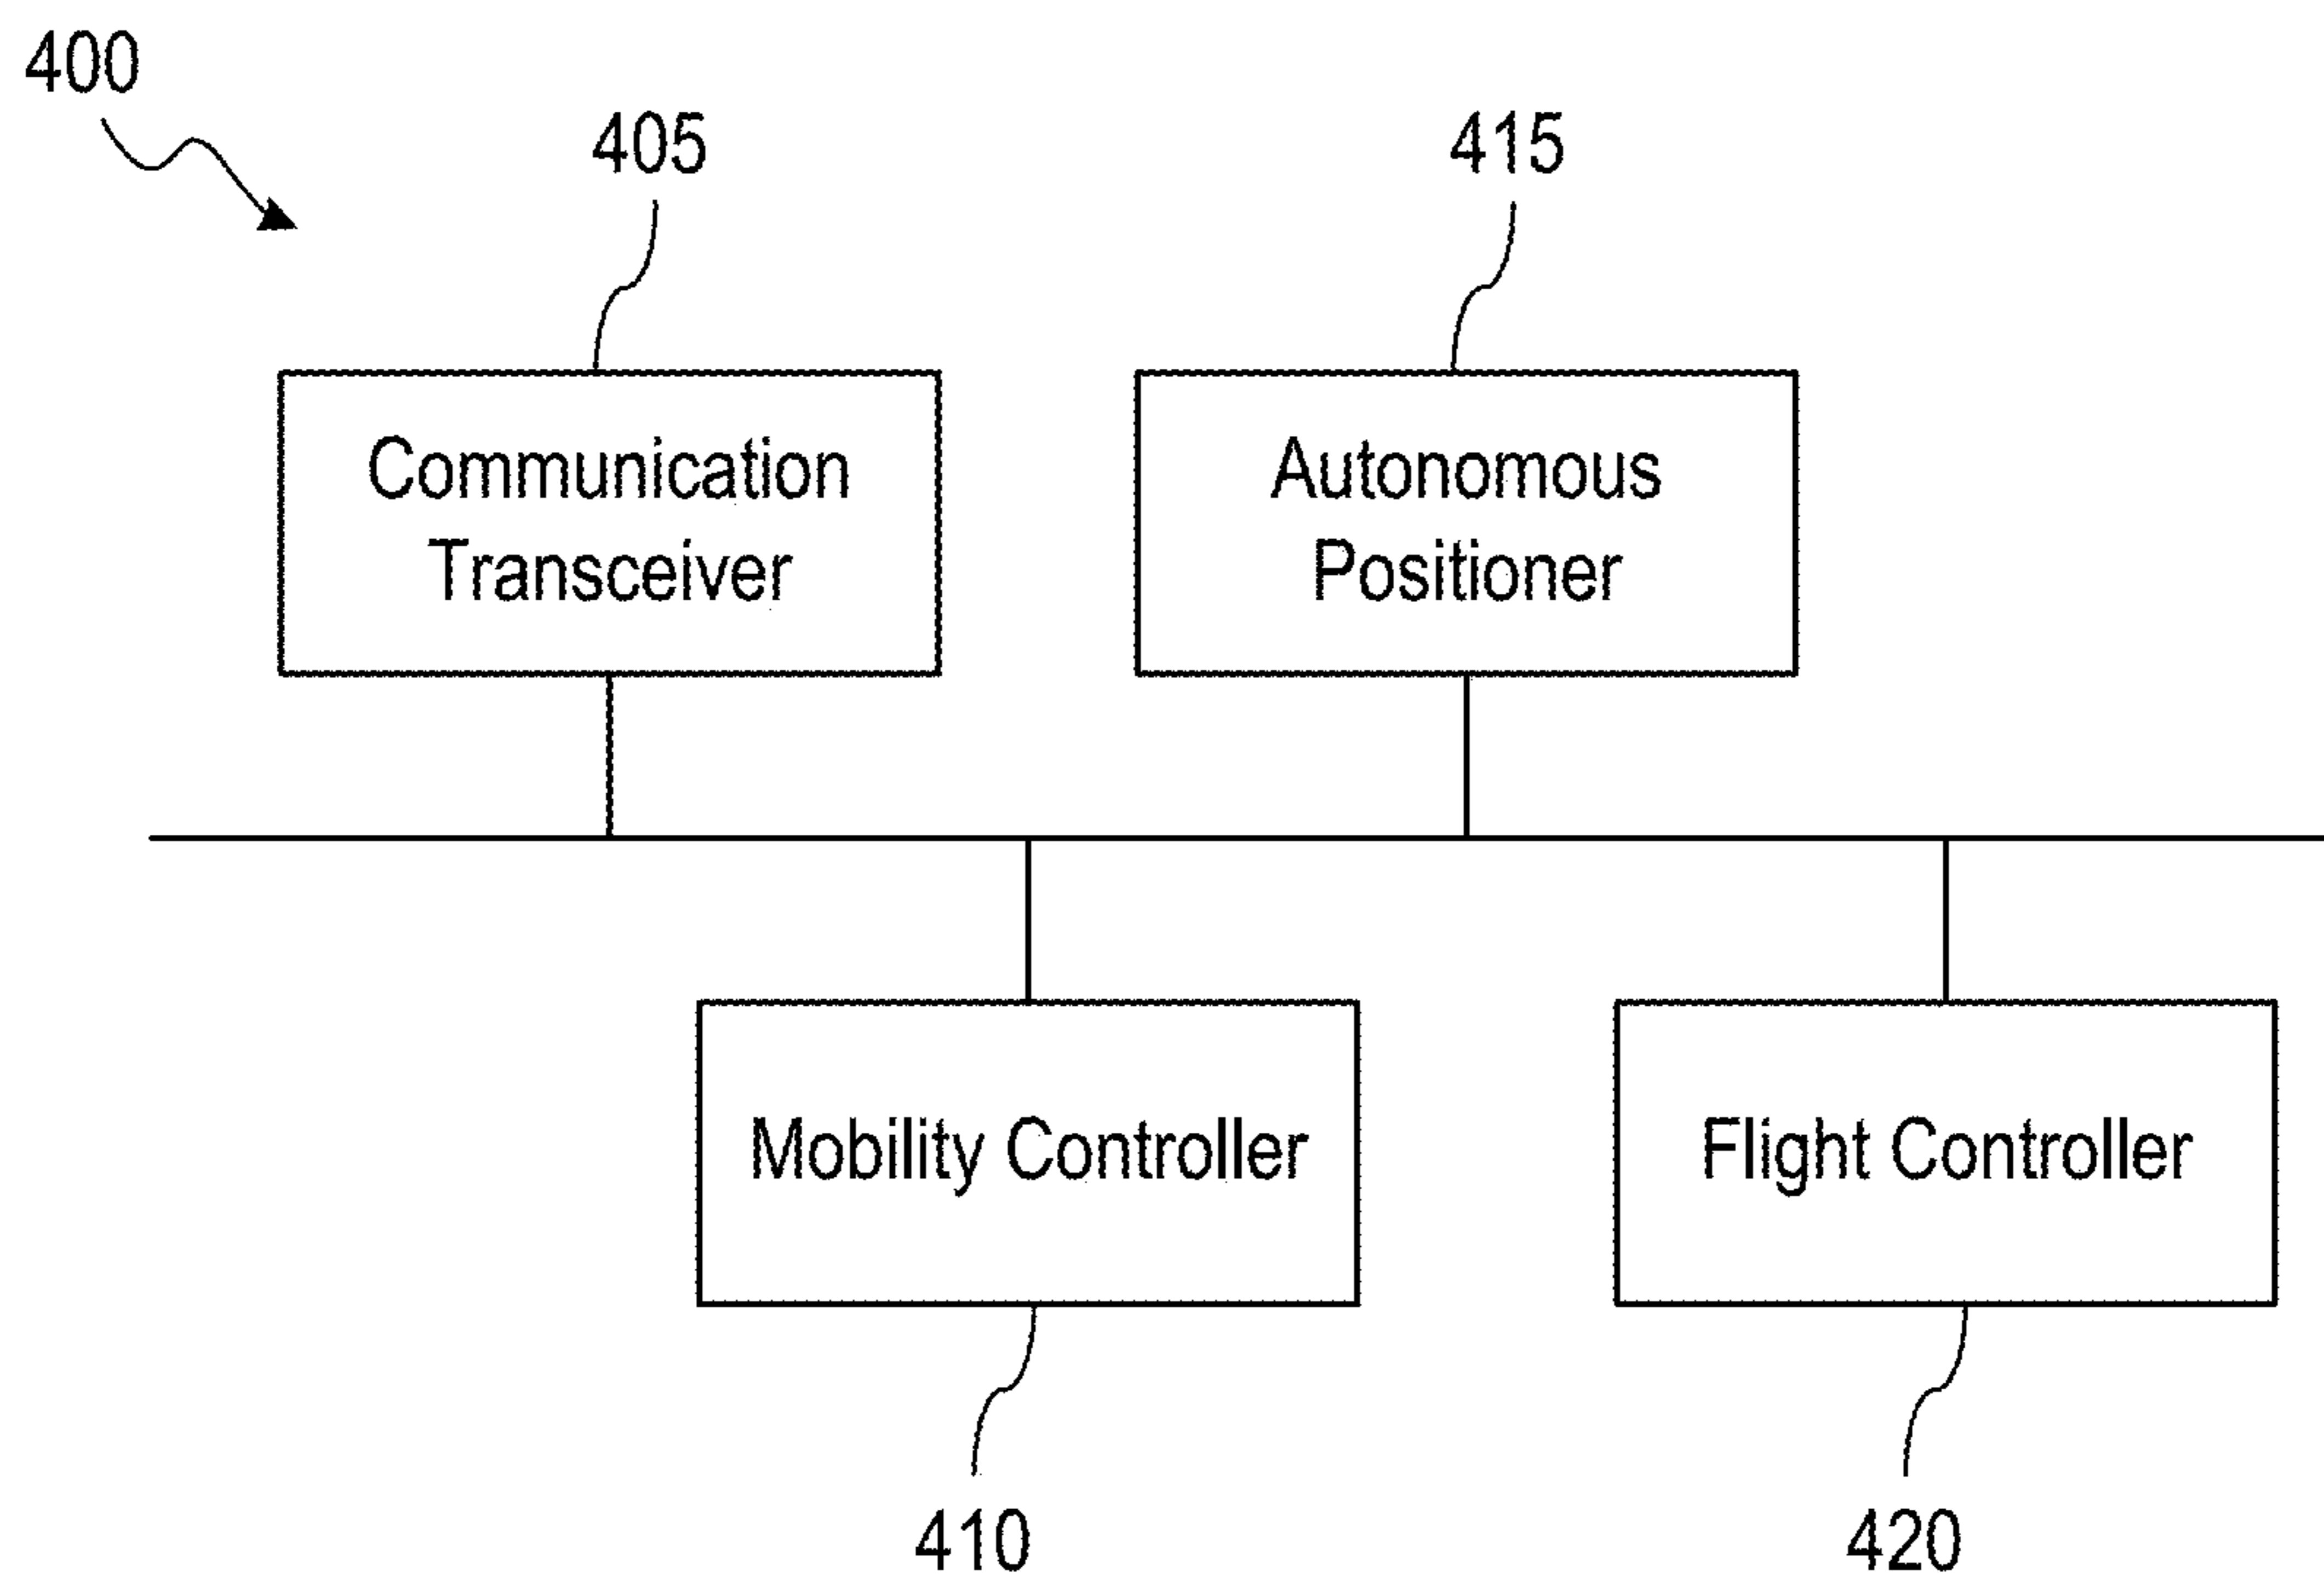 400
405
415
Communication
Transceiver
Autonomous
Positioner
Mobility Controller
Flight Controller
410
420